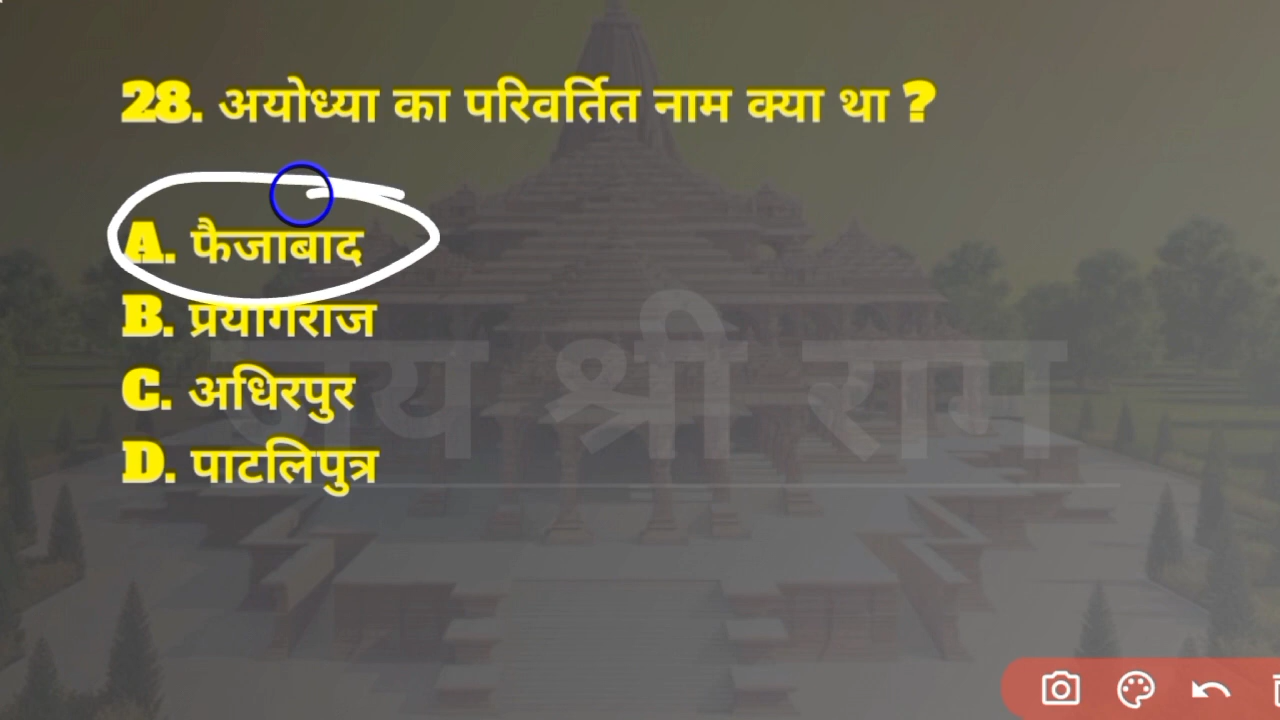 28. अयोध्या का परिवर्तित नाम क्या था ?
A. फैजाबाद
B. प्रयागराज
C. अधिरपुर
D. पाटलिपुत्र
जय श्री राम